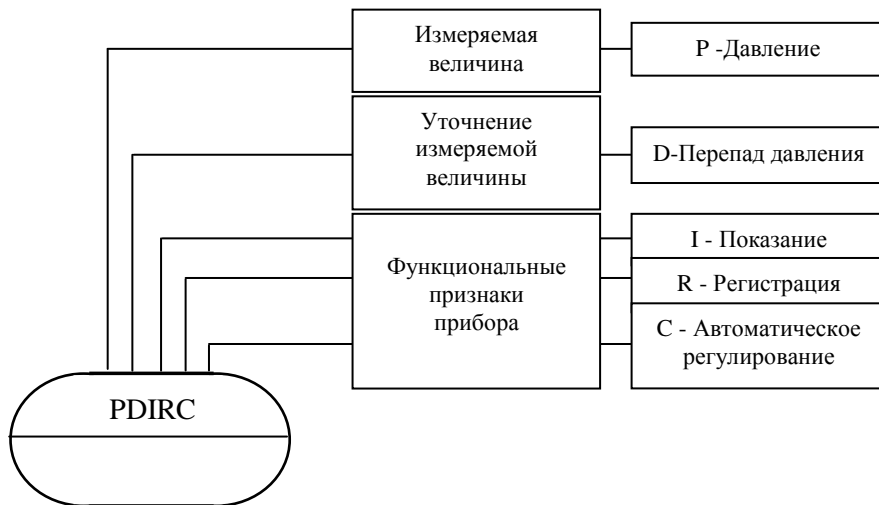 Измеряемая
величина
P -Давление
Уточнение
измеряемой
величины
D-Перепад давления
Функциональные
признаки
прибора
I - Показание
R - Регистрация
C - Автоматическое
регулирование
PDIRC